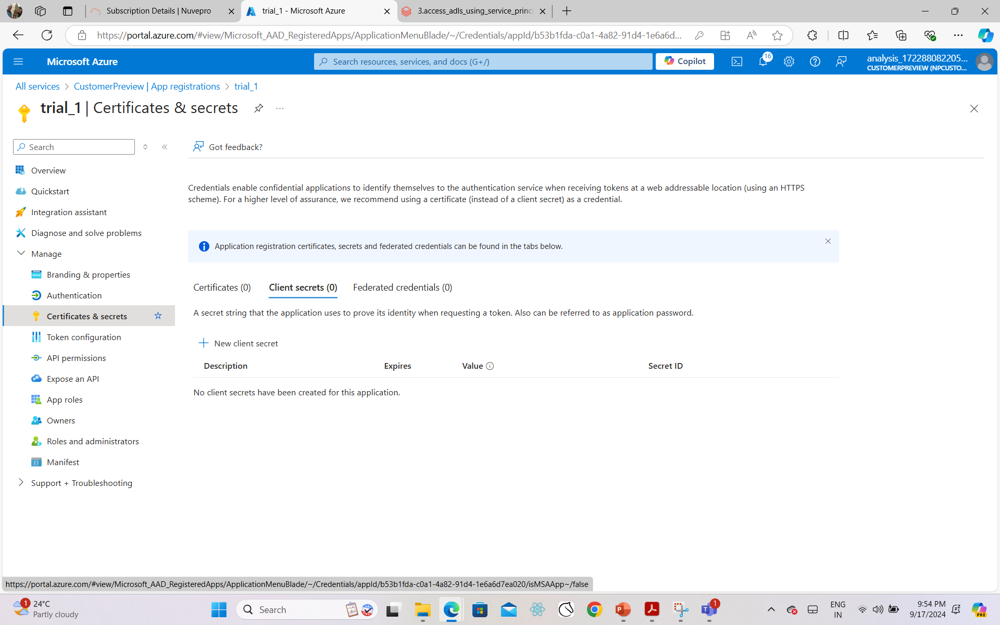 Subscription Details | Nuvepro
trial_1 - Microsoft Azure
3.access_adls_using_service_princi
https://portal.azure.com/#view/Microsoft_AAD_RegisteredApps/ApplicationMenuBlade/~/Credentials/appId/b53b1fda-c0a1-4a82-91d4-1e6a6d...
Microsoft Azure
Search resources, services, and docs (G+/)
Copilot
16
analysis_172288082205...
CUSTOMERPREVIEW (NPCUSTO...
All services > CustomerPreview | App registrations > trial_1
trial_1 | Certificates & secrets
Search
Got feedback?
Overview
Quickstart
Integration assistant
Diagnose and solve problems
Manage
Branding & properties
Authentication
Certificates & secrets
Token configuration
API permissions
Expose an API
App roles
Owners
Roles and administrators
Manifest
Support + Troubleshooting
Credentials enable confidential applications to identify themselves to the authentication service when receiving tokens at a web addressable location (using an HTTPS
scheme). For a higher level of assurance, we recommend using a certificate (instead of a client secret) as a credential.
Application registration certificates, secrets and federated credentials can be found in the tabs below.
Certificates (0) Client secrets (0) Federated credentials (0)
A secret string that the application uses to prove its identity when requesting a token. Also can be referred to as application password.
New client secret
Description Expires Value Secret ID
No client secrets have been created for this application.
https://portal.azure.com/#view/Microsoft_AAD_RegisteredApps/ApplicationMenuBlade/~/Credentials/appId/b53b1fda-c0a1-4a82-91d4-1e6a6d7ea020/isMSAApp~/false
1
24°C
Partly cloudy
Search
1
ENG
IN
9:54 PM
9/17/2024
PRE